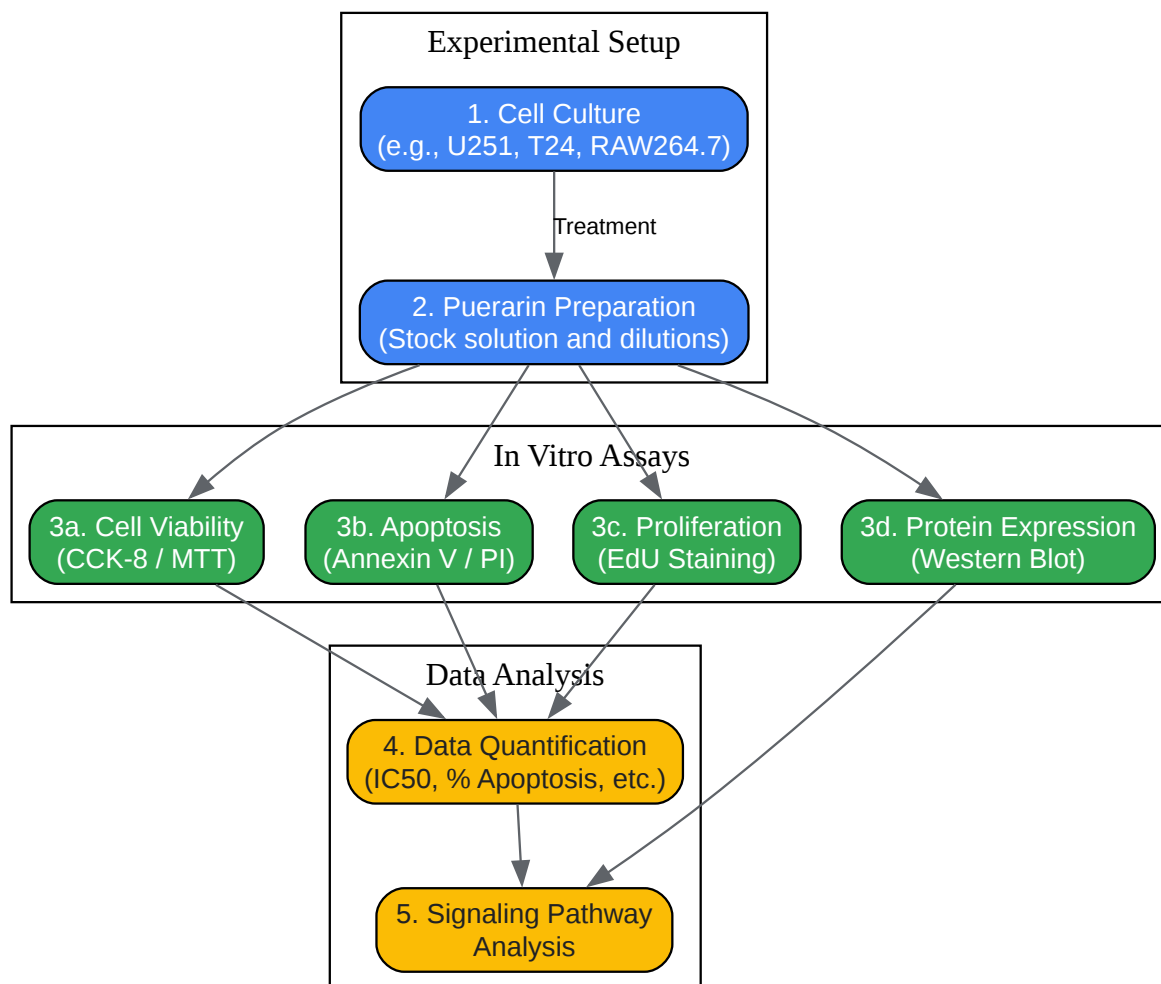 Experimental Setup
1. Cell Culture
(e.g., U251, T24, RAW264.7)
Treatment
2. Puerarin Preparation
(Stock solution and dilutions)
In Vitro Assays
3a. Cell Viability
(CCK-8 / MTT)
3b. Apoptosis
(Annexin V / PI)
3c. Proliferation
(EdU Staining)
3d. Protein Expression
(Western Blot)
Data Analysis
4. Data Quantification
(IC50, % Apoptosis, etc.)
5. Signaling Pathway
Analysis